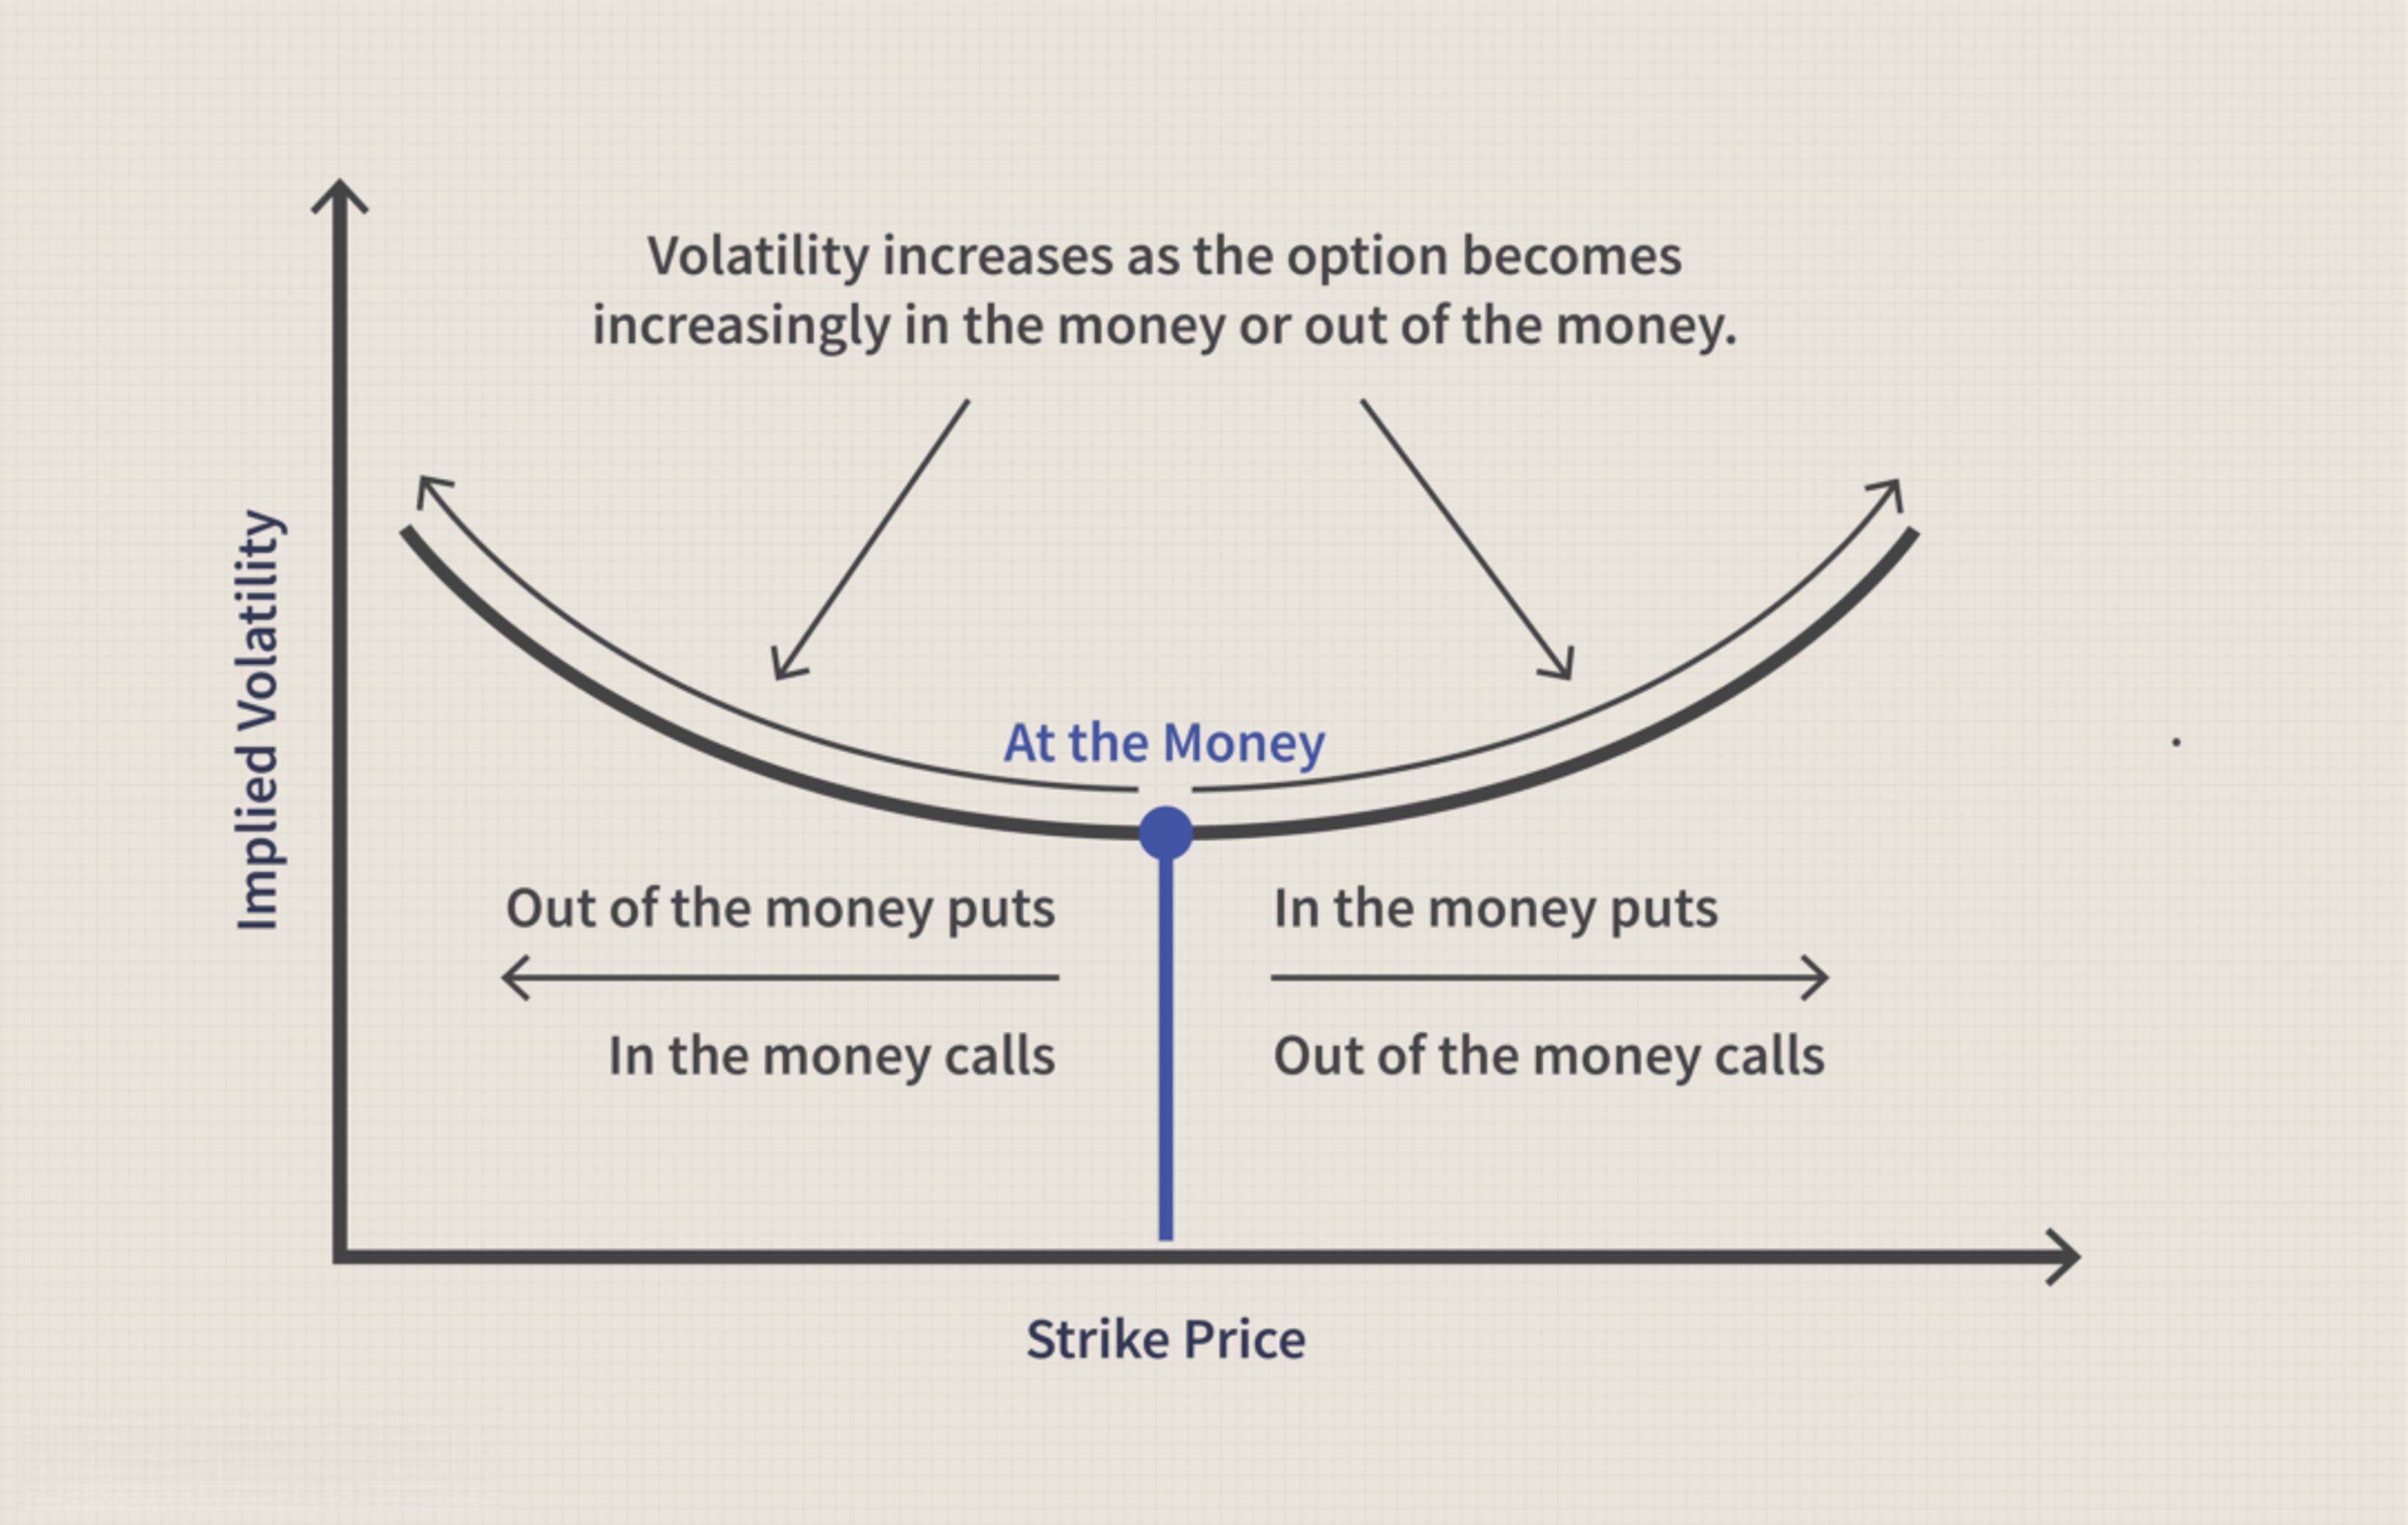 Volatility increases as the option becomes
increasingly in the money or out of the money.
Implied Volatility
At the Money
Out of the money puts
In the money puts
In the money calls
Out of the money calls
Strike Price